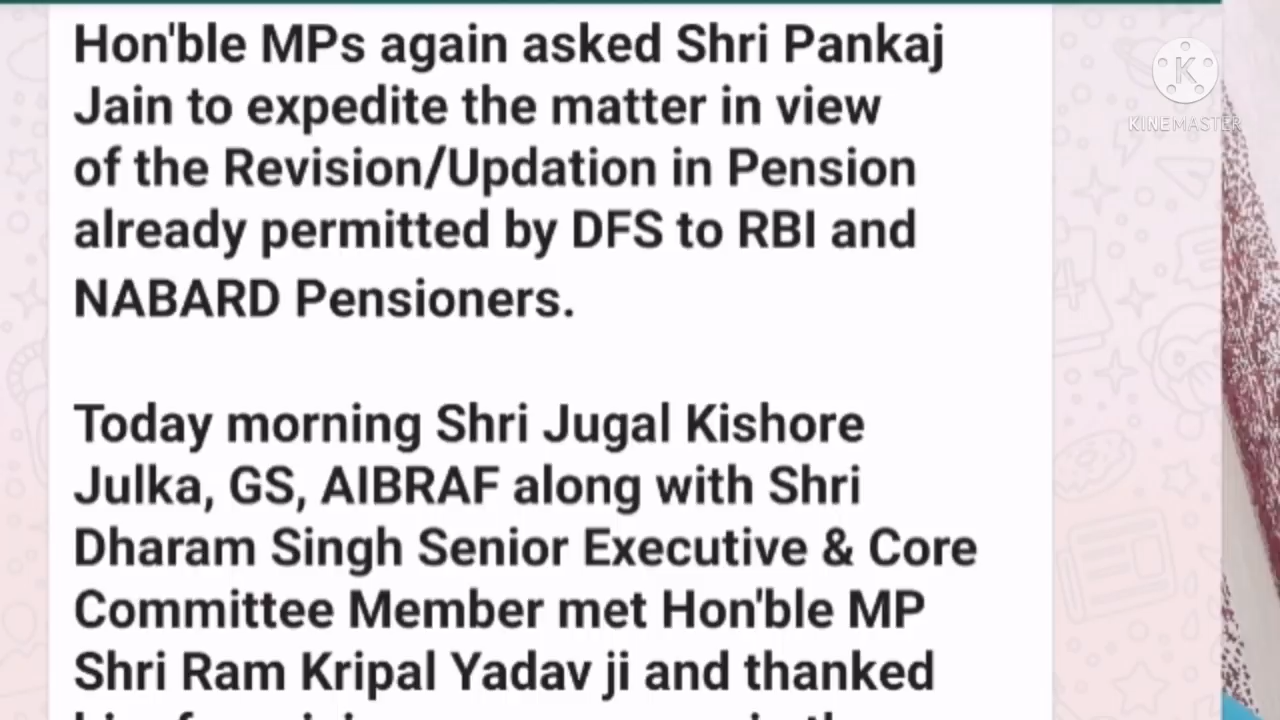 Hon'ble MPs again asked Shri Pankaj
Jain to expedite the matter in view
of the Revision/Updation in Pension
already permitted by DFS to RBI and
NABARD Pensioners.
Today morning Shri Jugal Kishore
Julka, GS, AIBRAF along with Shri
Dharam Singh Senior Executive & Core
Committee Member met Hon'ble MP
Shri Ram Kripal Yadav ji and thanked
K
KINEMASTER